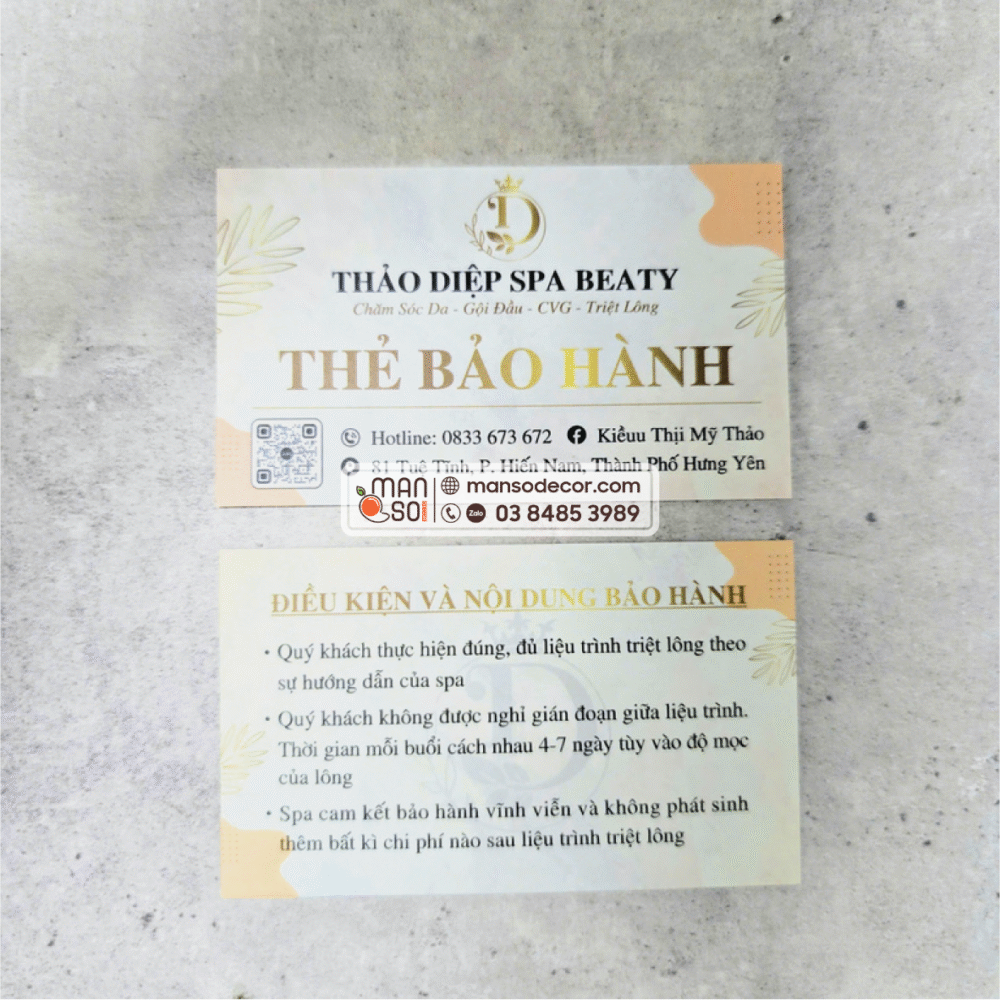 D
THẢO DIỆP SPA BEATY
Chăm Sóc Da - Gội Đầu - CVG - Triệt Lông
THẺ BẢO HÀNH
Hotline: 0833 673 672 Kiềuu Thịi Mỹ Thảo
81 Tuệ Tĩnh, P. Hiến Nam, Thành Phố Hưng Yên
MAN SO mansodecor.com
Zalo 03 8485 3989
ĐIỀU KIỆN VÀ NỘI DUNG BẢO HÀNH
• Quý khách thực hiện đúng, đủ liệu trình triệt lông theo
sự hướng dẫn của spa
• Quý khách không được nghỉ gián đoạn giữa liệu trình.
Thời gian mỗi buổi cách nhau 4-7 ngày tùy vào độ mọc
của lông
• Spa cam kết bảo hành vĩnh viễn và không phát sinh
thêm bất kì chi phí nào sau liệu trình triệt lông